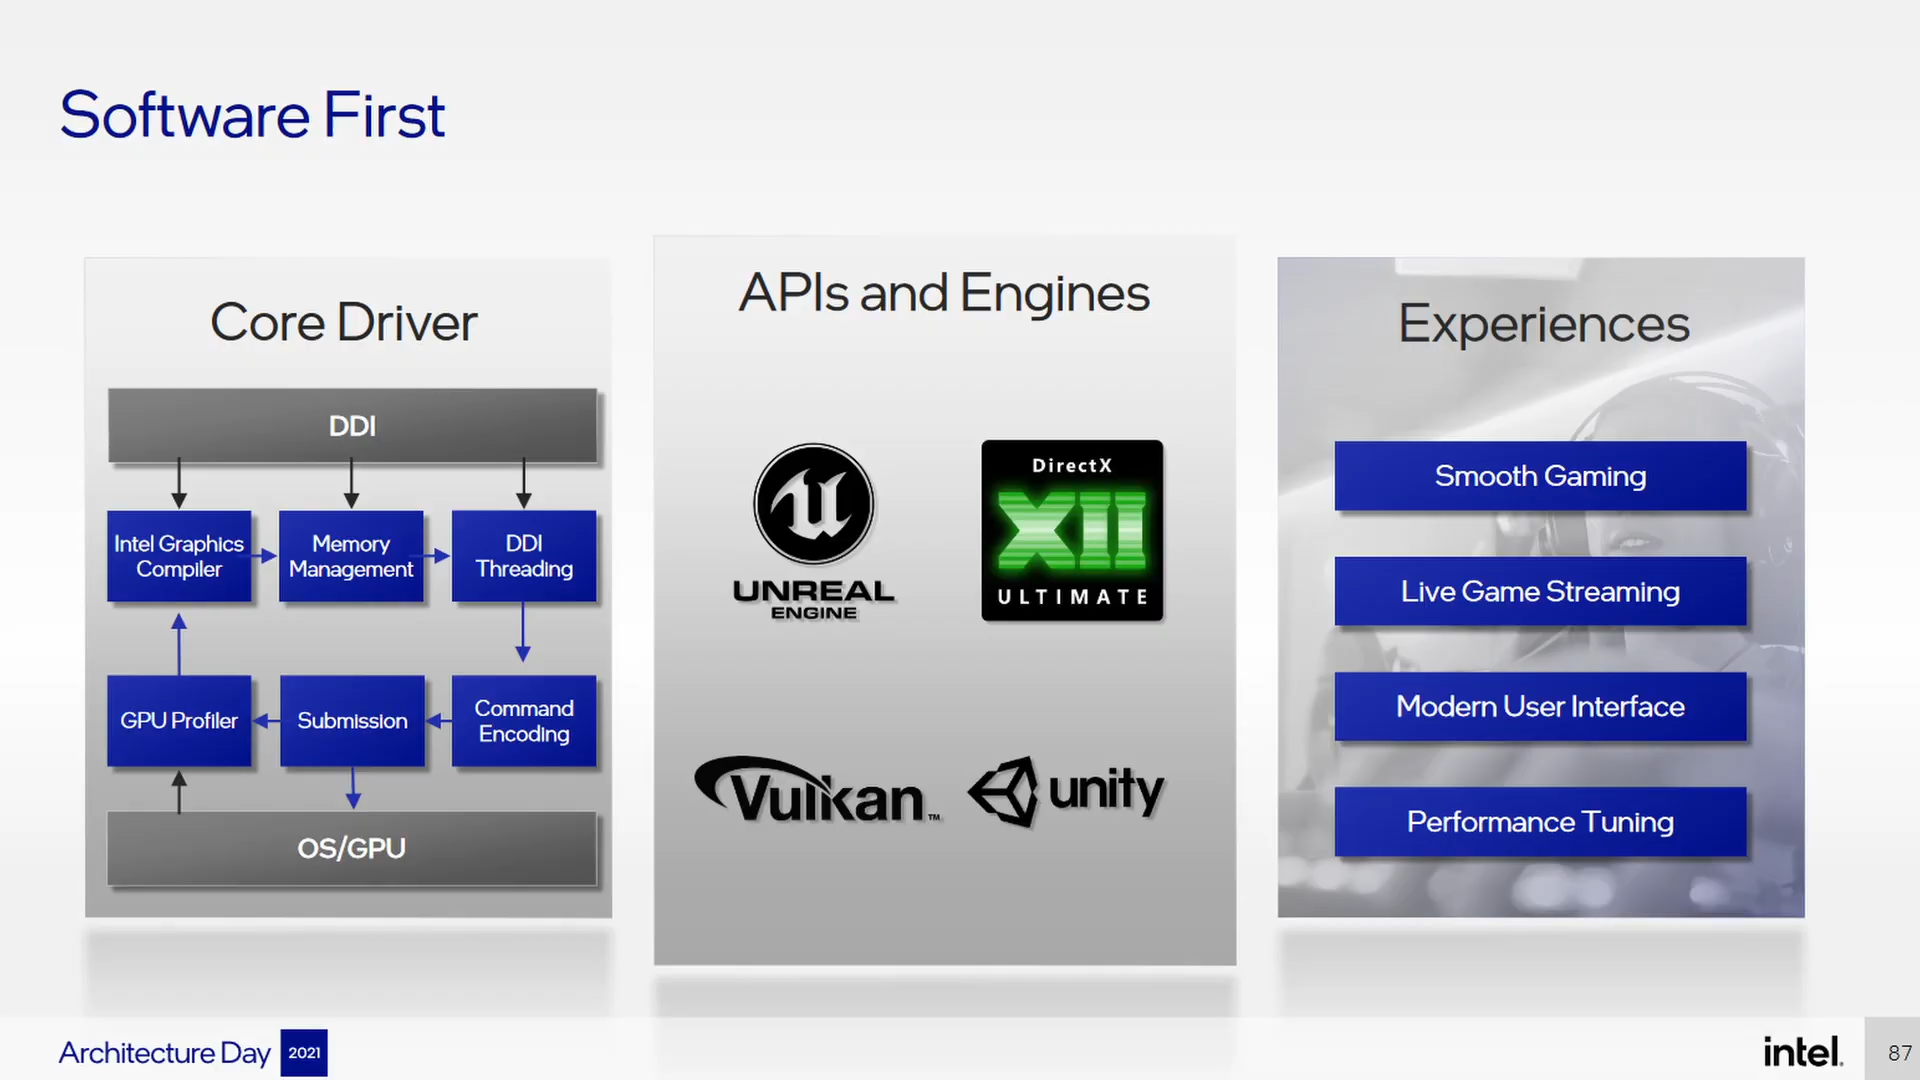 Software First
Core Driver
DDI
Intel Graphics
Compiler
Memory
Management
DDI
Threading
GPU Profiler
Submission
Command
Encoding
OS/GPU
APIs and Engines
UNREAL
ENGINE
DirectX
XII
ULTIMATE
Vulkan™
unity
Experiences
Smooth Gaming
Live Game Streaming
Modern User Interface
Performance Tuning
Architecture Day 2021
intel.
87